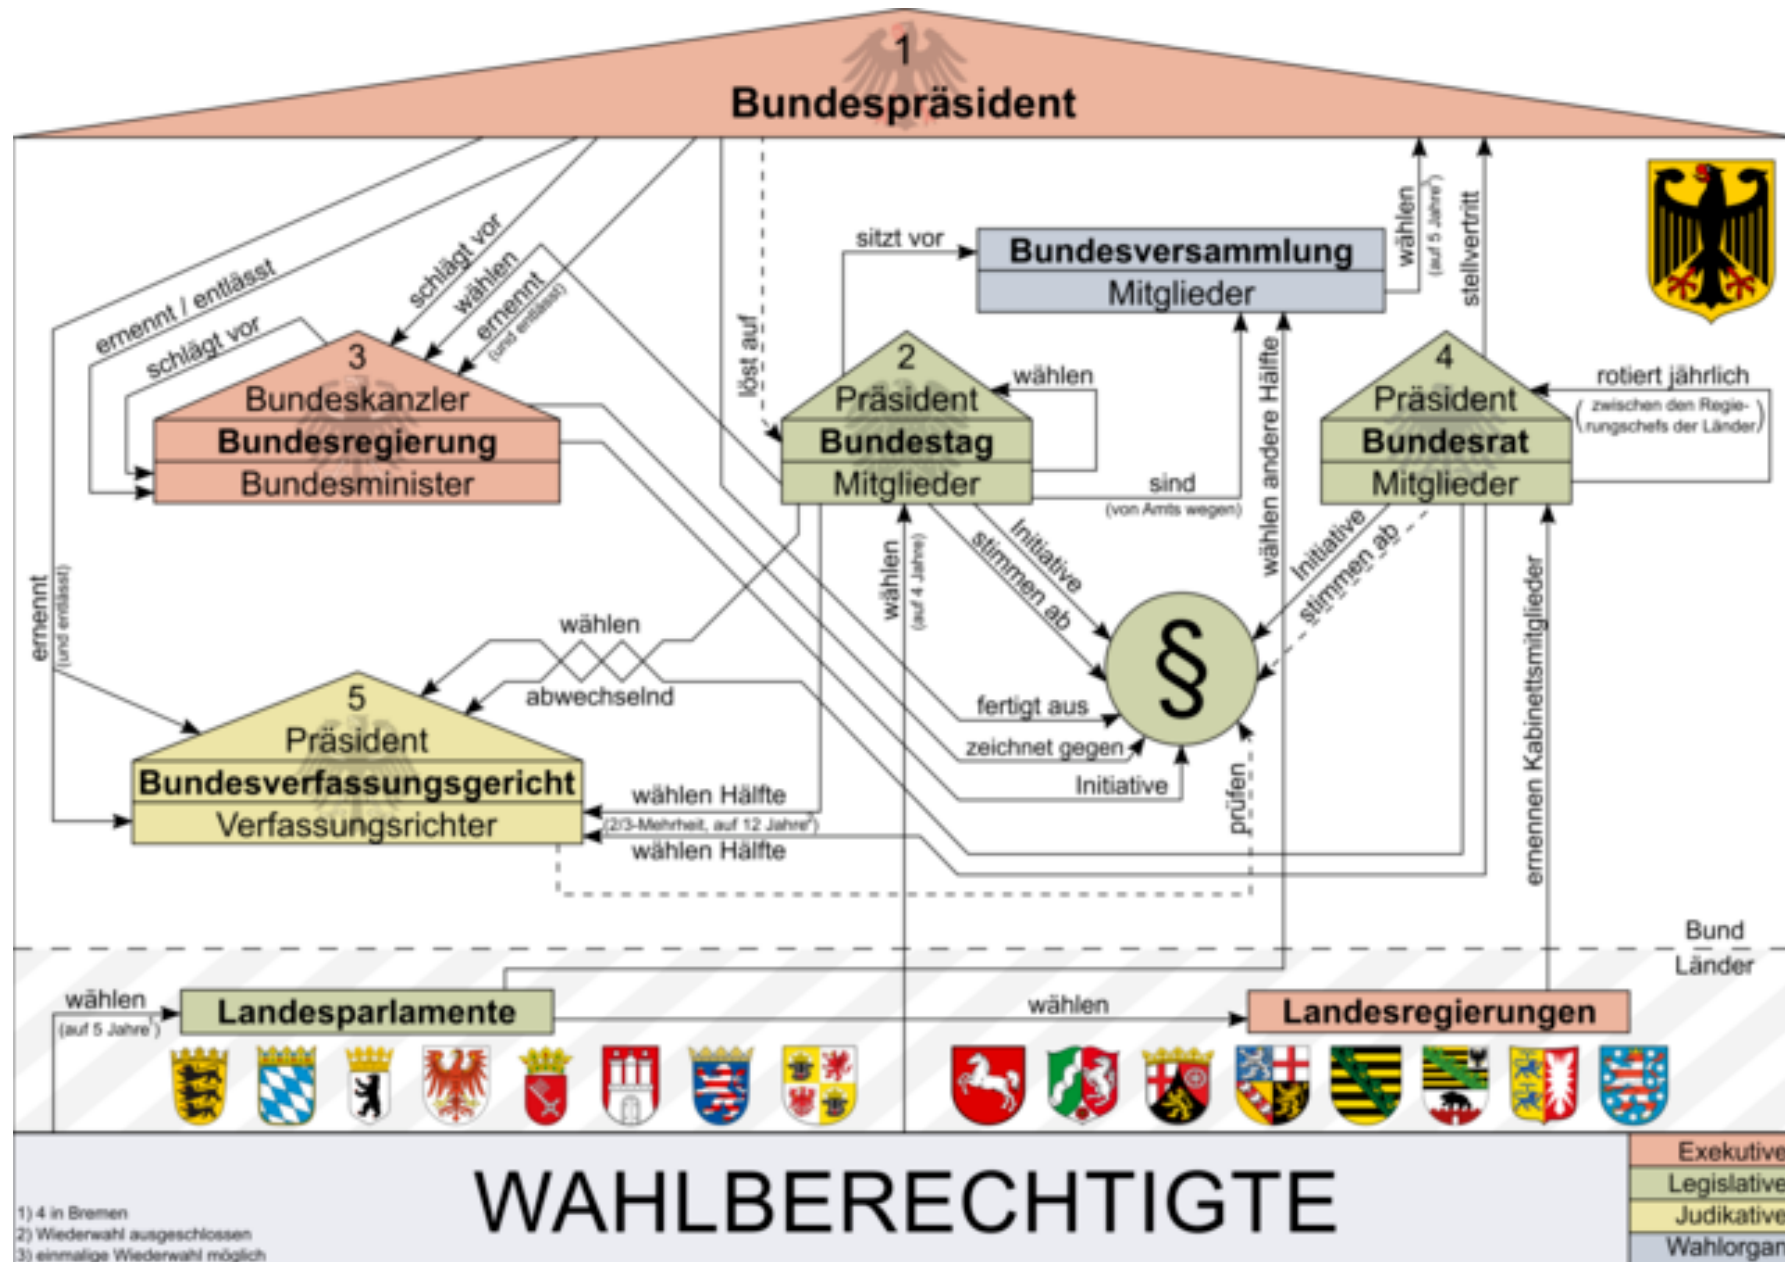 1
Bundespräsident
ernennt / entlässt
schlägt vor
schlägt vor
wählen
ernennt
(und entlässt)
löst auf
sitzt vor
Bundesversammlung
Mitglieder
wählen
(auf 5 Jahre³)
stellvertritt
3
Bundeskanzler
Bundesregierung
Bundesminister
2
Präsident
Bundestag
Mitglieder
wählen
sind
(von Amts wegen)
wählen andere Hälfte
4
Präsident
Bundesrat
Mitglieder
rotiert jährlich
(zwischen den Regie-
rungschefs der Länder)
ernennt
(und entlässt)
wählen
abwechselnd
wählen
(auf 4 Jahre)
Initiative
stimmen ab
Initiative
stimmen ab
§
fertigt aus
zeichnet gegen
Initiative
prüfen
ernennen Kabinettsmitglieder
5
Präsident
Bundesverfassungsgericht
Verfassungsrichter
wählen Hälfte
(2/3-Mehrheit, auf 12 Jahre²)
wählen Hälfte
Bund
Länder
wählen
(auf 5 Jahre¹)
Landesparlamente
wählen
Landesregierungen
WAHLBERECHTIGTE
1) 4 in Bremen
2) Wiederwahl ausgeschlossen
3) einmalige Wiederwahl möglich
Exekutive
Legislative
Judikative
Wahlorgan